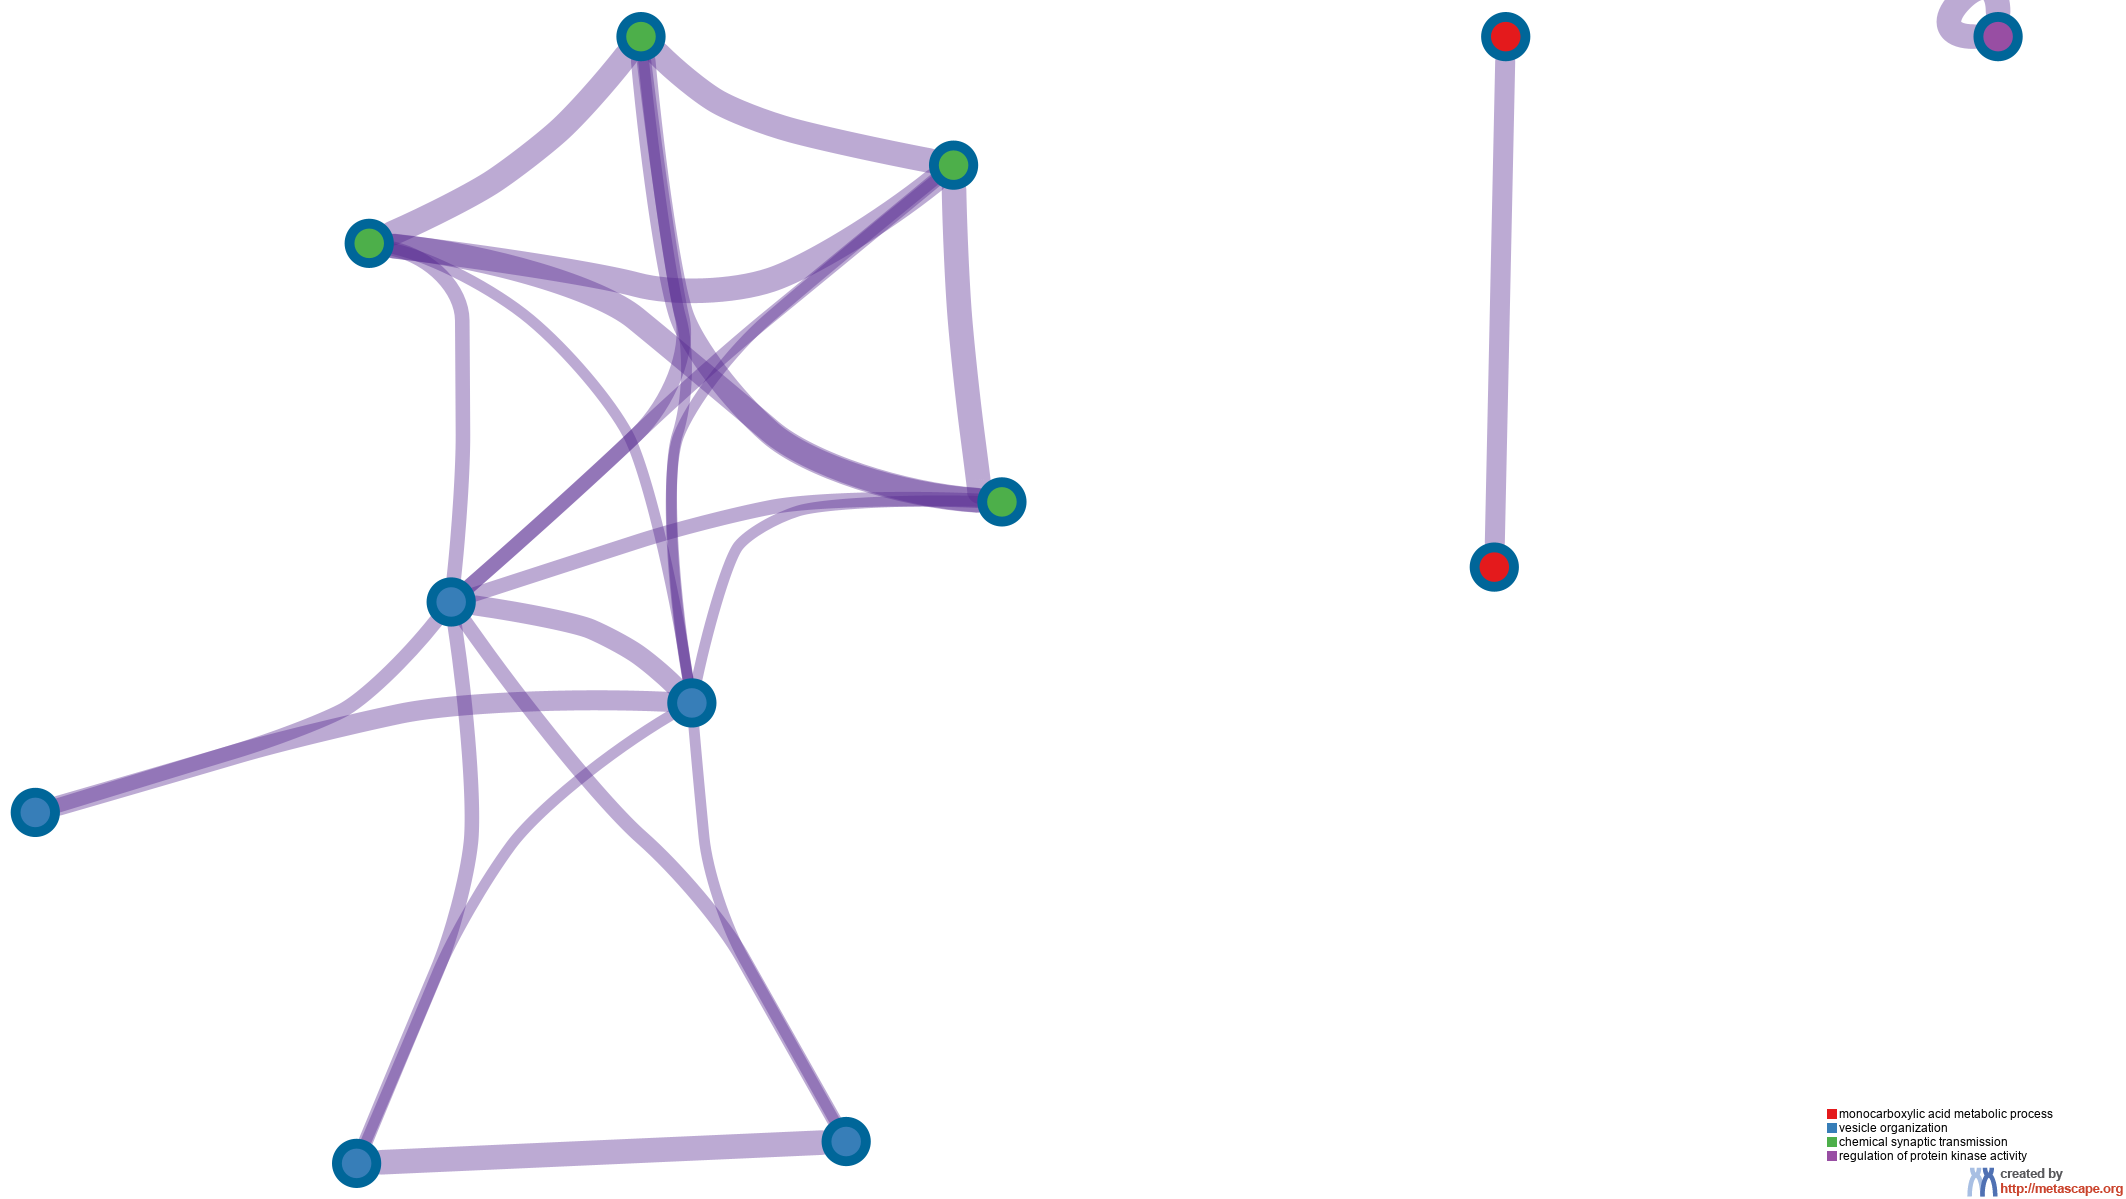 monocarboxylic acid metabolic process
vesicle organization
chemical synaptic transmission
regulation of protein kinase activity
created by
http://metascape.org